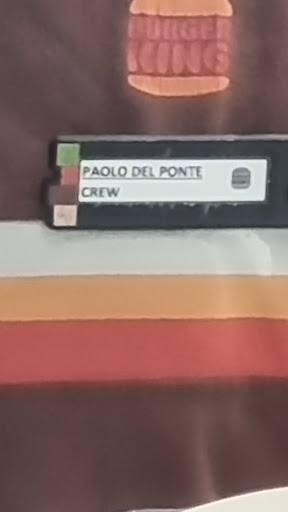 BURGER
KING
PAOLO DEL PONTE
CREW